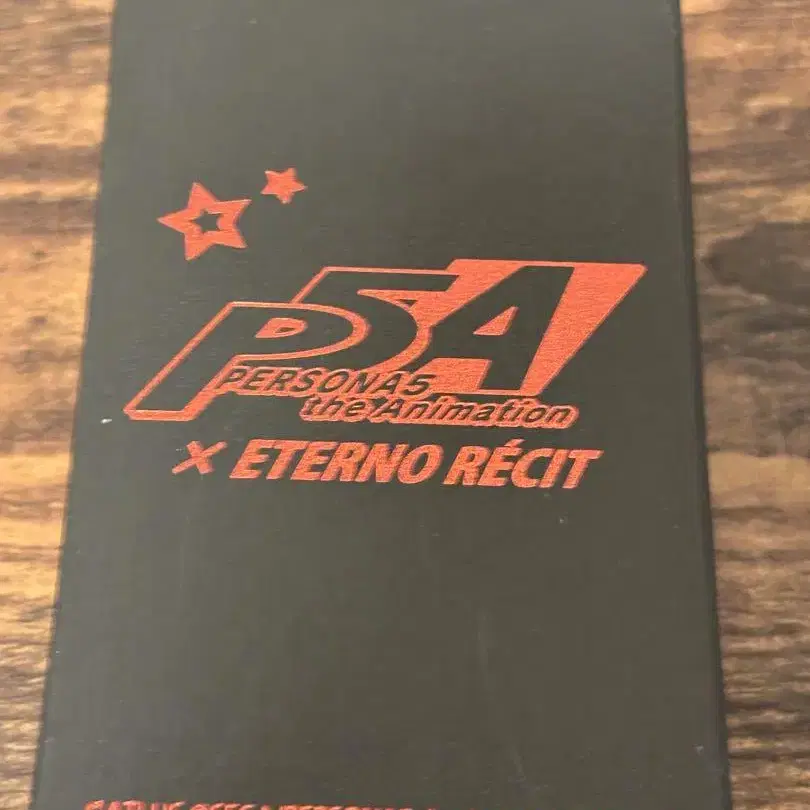 P5A
PERSONA5
the Animation
× ETERNO RÉCIT